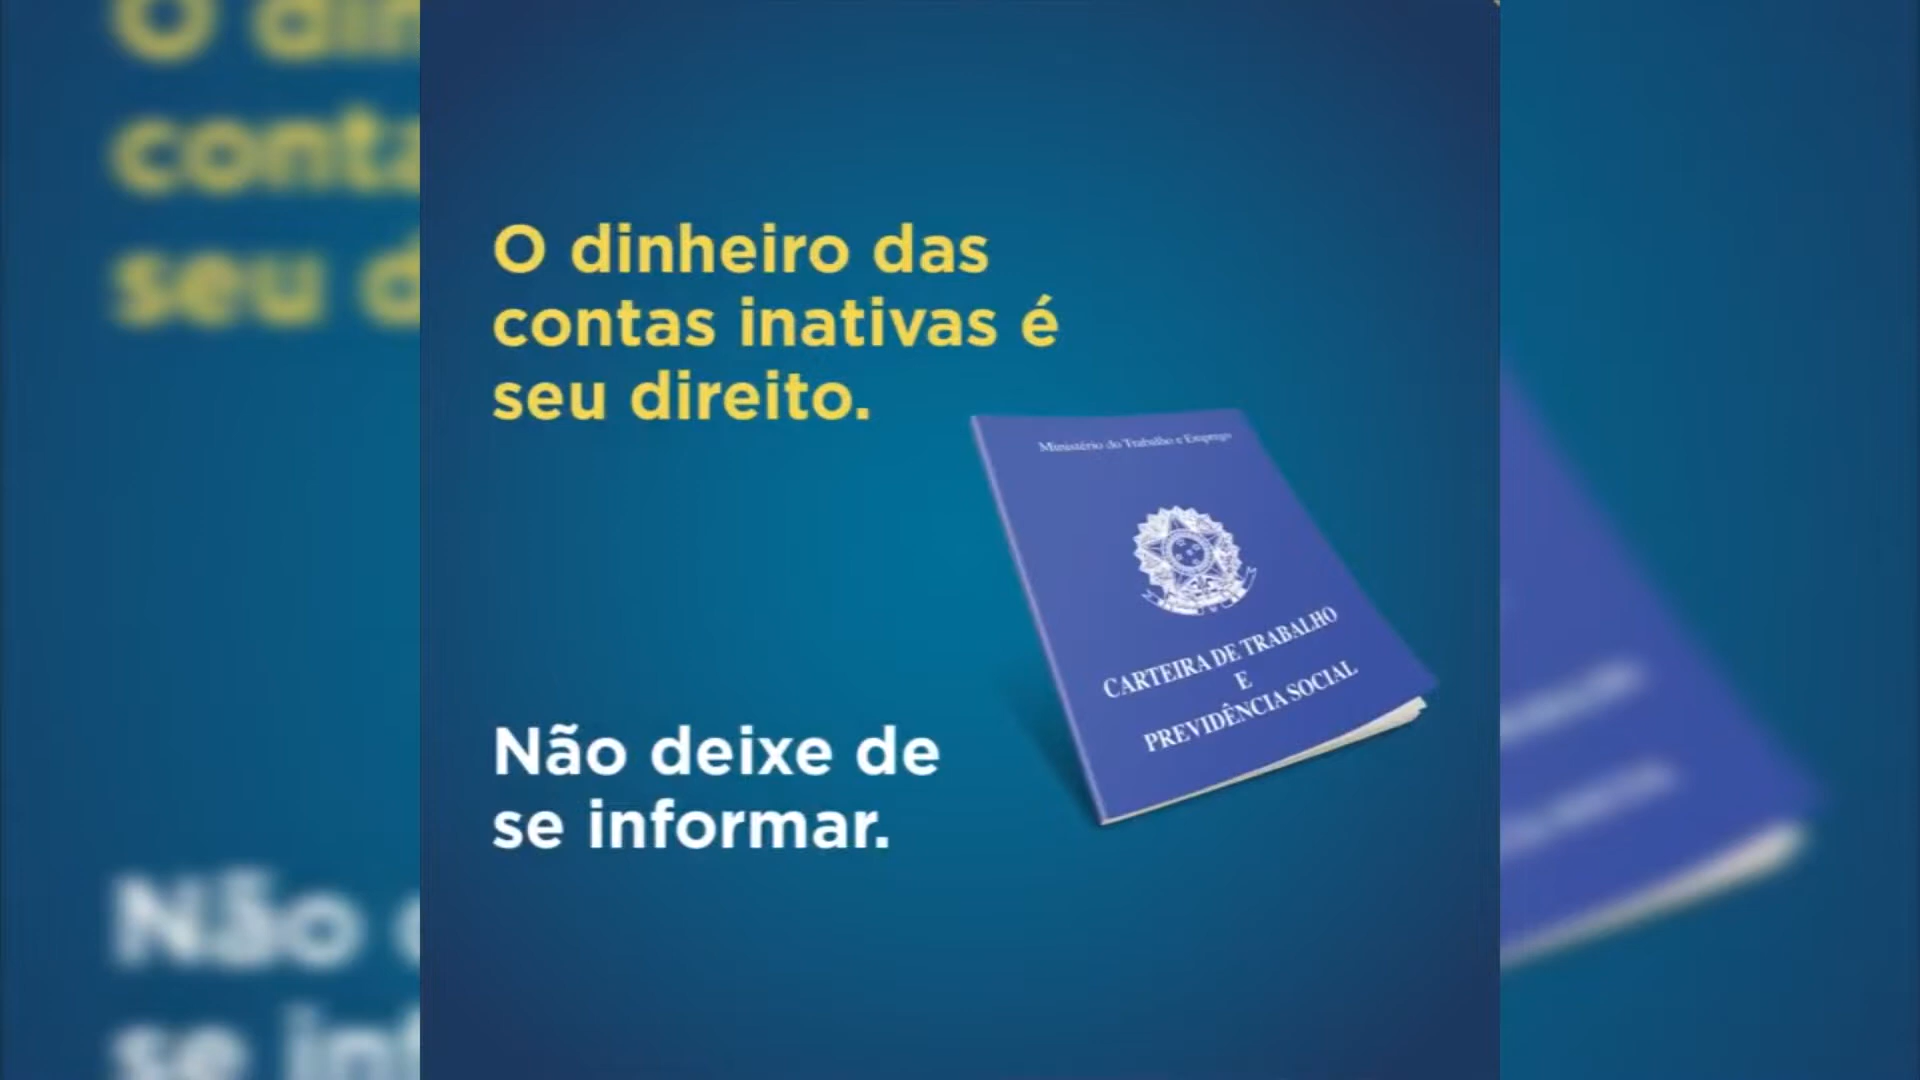 O dinheiro das
contas inativas é
seu direito.
Ministério do Trabalho e Emprego
CARTEIRA DE TRABALHO
E
PREVIDÊNCIA SOCIAL
Não deixe de
se informar.